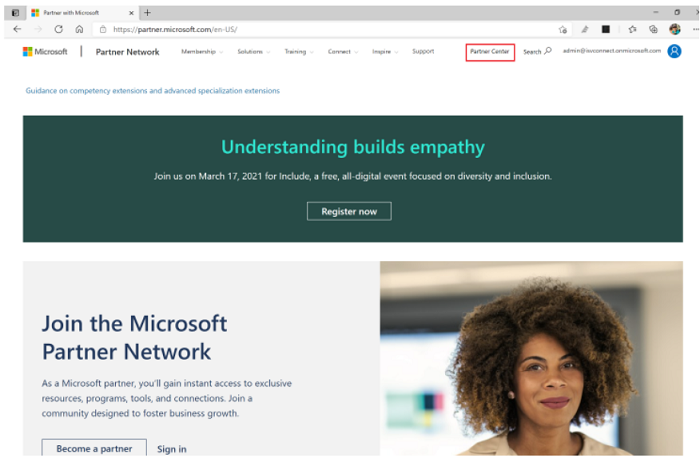 Partner with Microsoft
https://partner.microsoft.com/en-US/
Microsoft | Partner Network Membership Solutions Training Connect Inspire Support Partner Center Search admin@iwconnect.onmicrosoft.com
Guidance on competency extensions and advanced specialization extensions
Understanding builds empathy
Join us on March 17, 2021 for Include, a free, all-digital event focused on diversity and inclusion.
Register now
Join the Microsoft
Partner Network
As a Microsoft partner, you'll gain instant access to exclusive
resources, programs, tools, and connections. Join a
community designed to foster business growth.
Become a partner Sign in